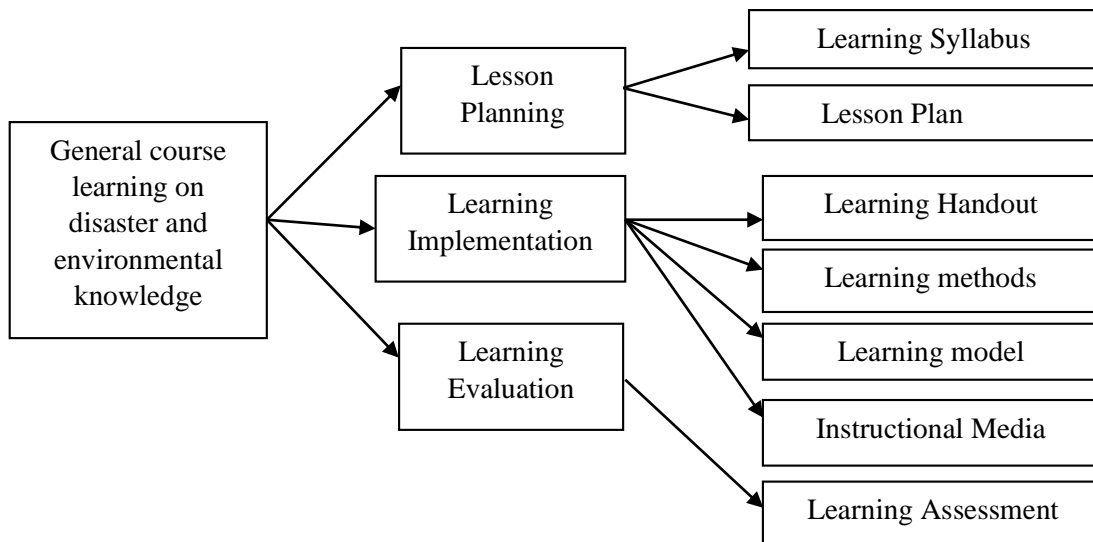 General course
learning on
disaster and
environmental
knowledge
Lesson
Planning
Learning
Implementation
Learning
Evaluation
Learning Syllabus
Lesson Plan
Learning Handout
Learning methods
Learning model
Instructional Media
Learning Assessment